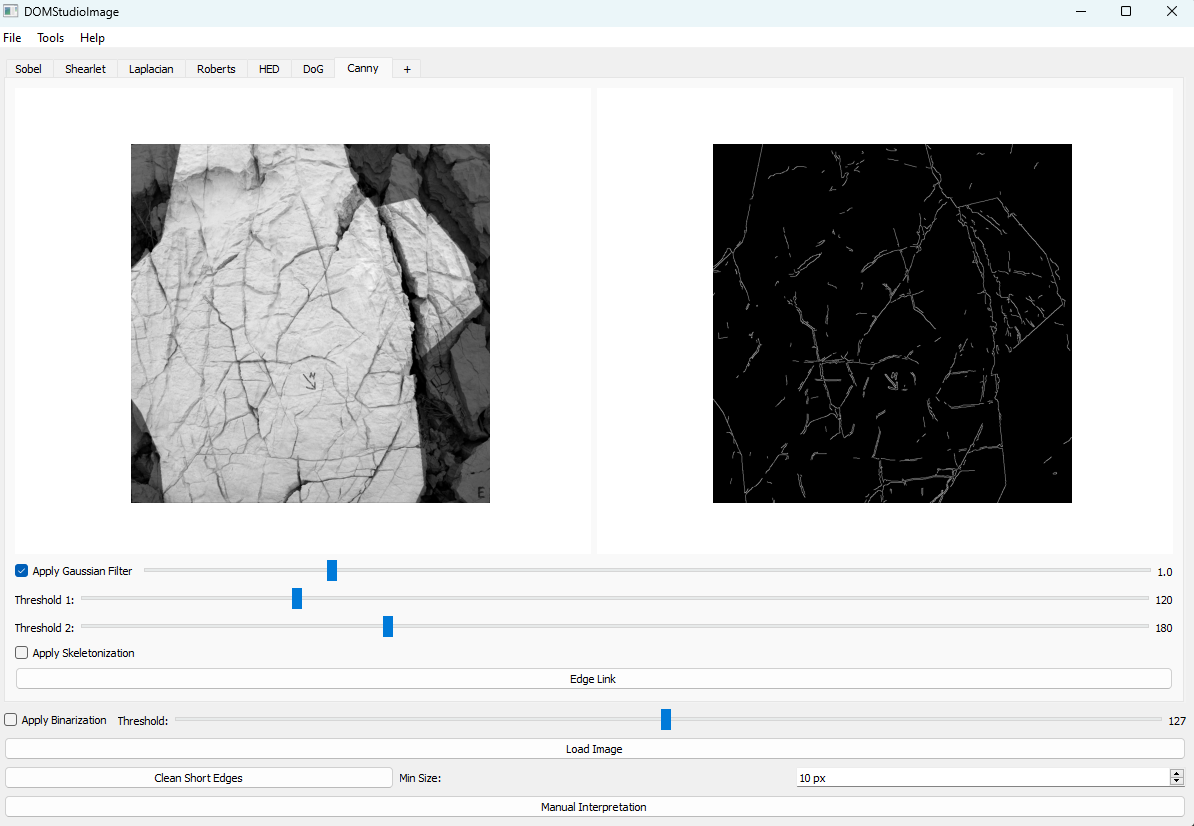 DOMStudioImage
File Tools Help
Sobel Shearlet Laplacian Roberts HED DoG Canny +
N
E
Apply Gaussian Filter 1.0
Threshold 1: 120
Threshold 2: 180
Apply Skeletonization
Edge Link
Apply Binarization Threshold: 127
Load Image
Clean Short Edges Min Size: 10 px
Manual Interpretation